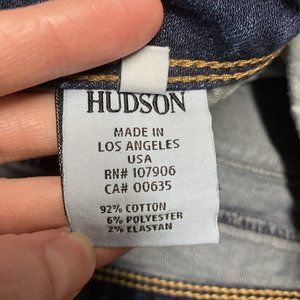 HUDSON
MADE IN
LOS ANGELES
USA
RN# 107906
CA# 00635
92% COTTON
6% POLYESTER
2% ELASTAN